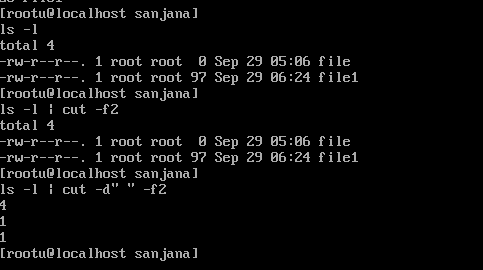 [rootu@localhost sanjana]
ls -l
total 4
-rw-r--r--. 1 root root  0 Sep 29 05:06 file
-rw-r--r--. 1 root root 97 Sep 29 06:24 file1
[rootu@localhost sanjana]
ls -l | cut -f2
total 4
-rw-r--r--. 1 root root  0 Sep 29 05:06 file
-rw-r--r--. 1 root root 97 Sep 29 06:24 file1
[rootu@localhost sanjana]
ls -l | cut -d" " -f2
4
1
1
[rootu@localhost sanjana]